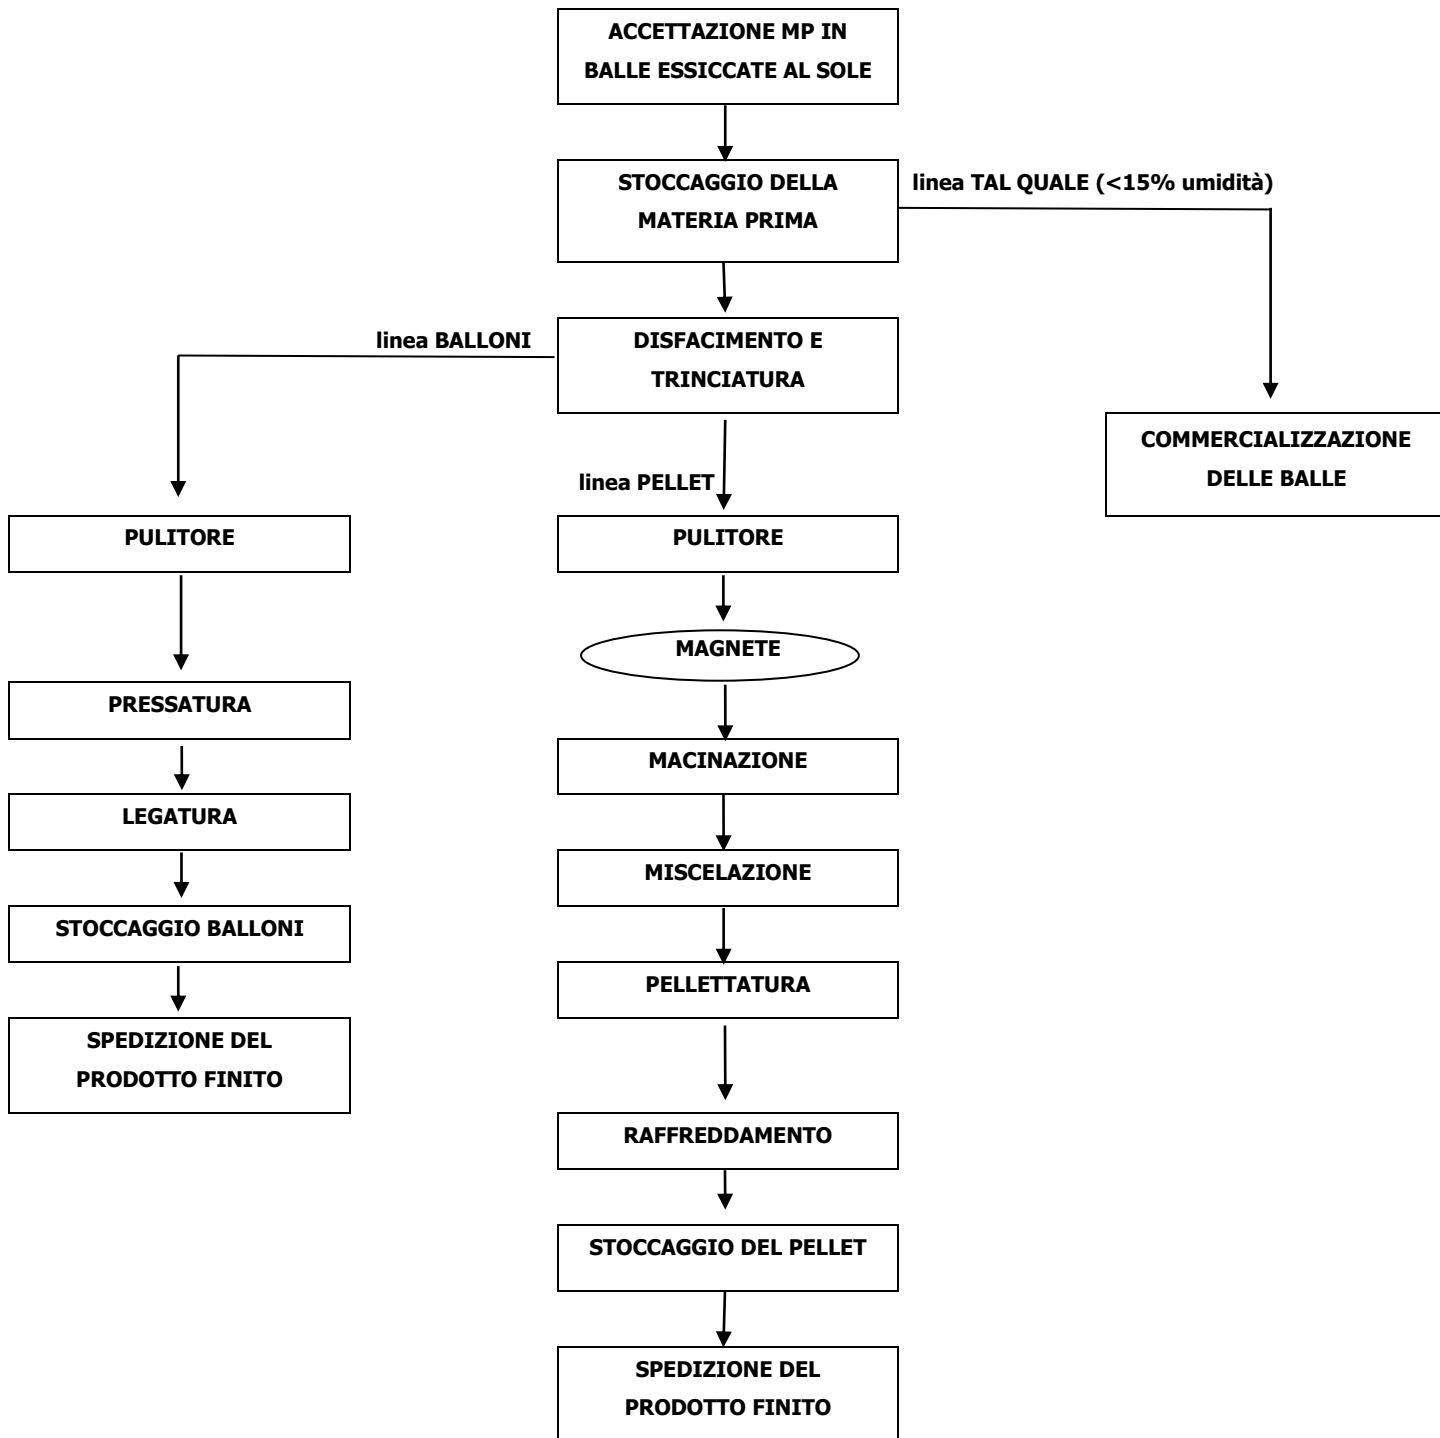 ACCETTAZIONE MP IN
BALLE ESSICCATE AL SOLE
STOCCAGGIO DELLA
MATERIA PRIMA
linea TAL QUALE (<15% umidità)
linea BALLONI
DISFACIMENTO E
TRINCIATURA
COMMERCIALIZZAZIONE
DELLE BALLE
linea PELLET
PULITORE
PULITORE
MAGNETE
PRESSATURA
MACINAZIONE
LEGATURA
MISCELAZIONE
STOCCAGGIO BALLONI
PELLETTATURA
SPEDIZIONE DEL
PRODOTTO FINITO
RAFFREDDAMENTO
STOCCAGGIO DEL PELLET
SPEDIZIONE DEL
PRODOTTO FINITO